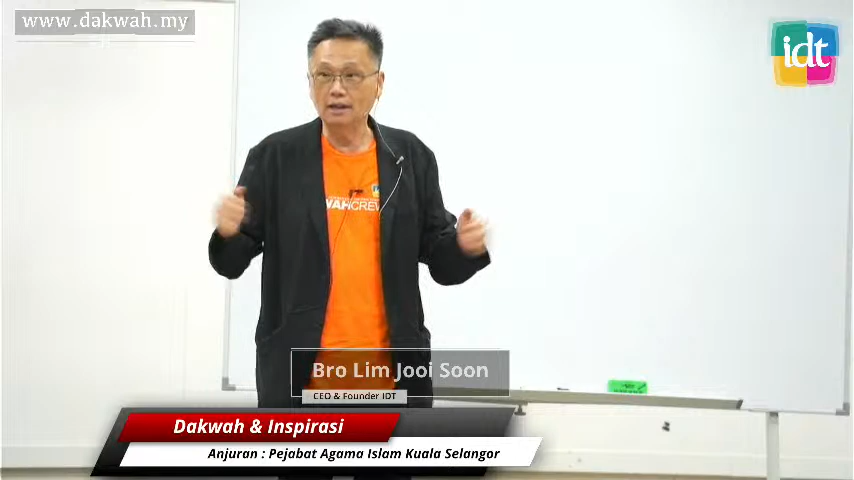 www.dakwah.my
idt
WAHCREW
Bro Lim Jooi Soon
CEO & Founder IDT
Dakwah & Inspirasi
Anjuran : Pejabat Agama Islam Kuala Selangor